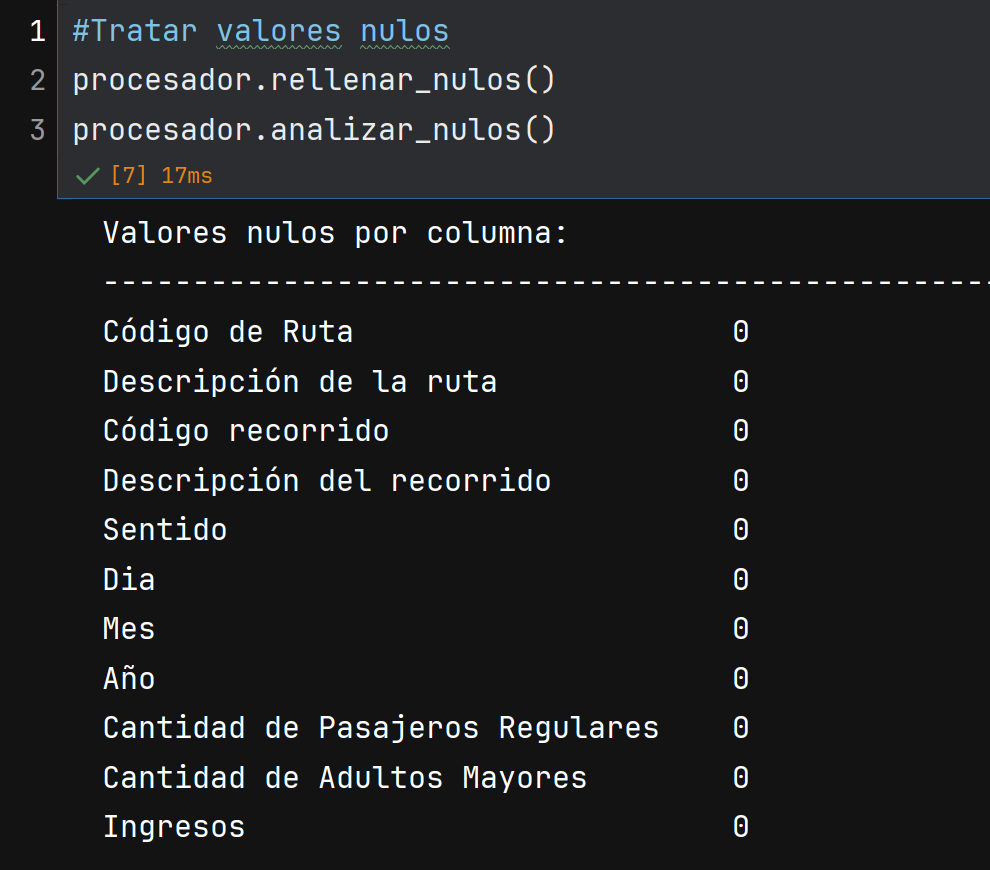 1 #Tratar valores nulos
2 procesador.rellenar_nulos()
3 procesador.analizar_nulos()
✓ [7] 17ms
Valores nulos por columna:
--------------------------------------------------
Código de Ruta 0
Descripción de la ruta 0
Código recorrido 0
Descripción del recorrido 0
Sentido 0
Dia 0
Mes 0
Año 0
Cantidad de Pasajeros Regulares 0
Cantidad de Adultos Mayores 0
Ingresos 0